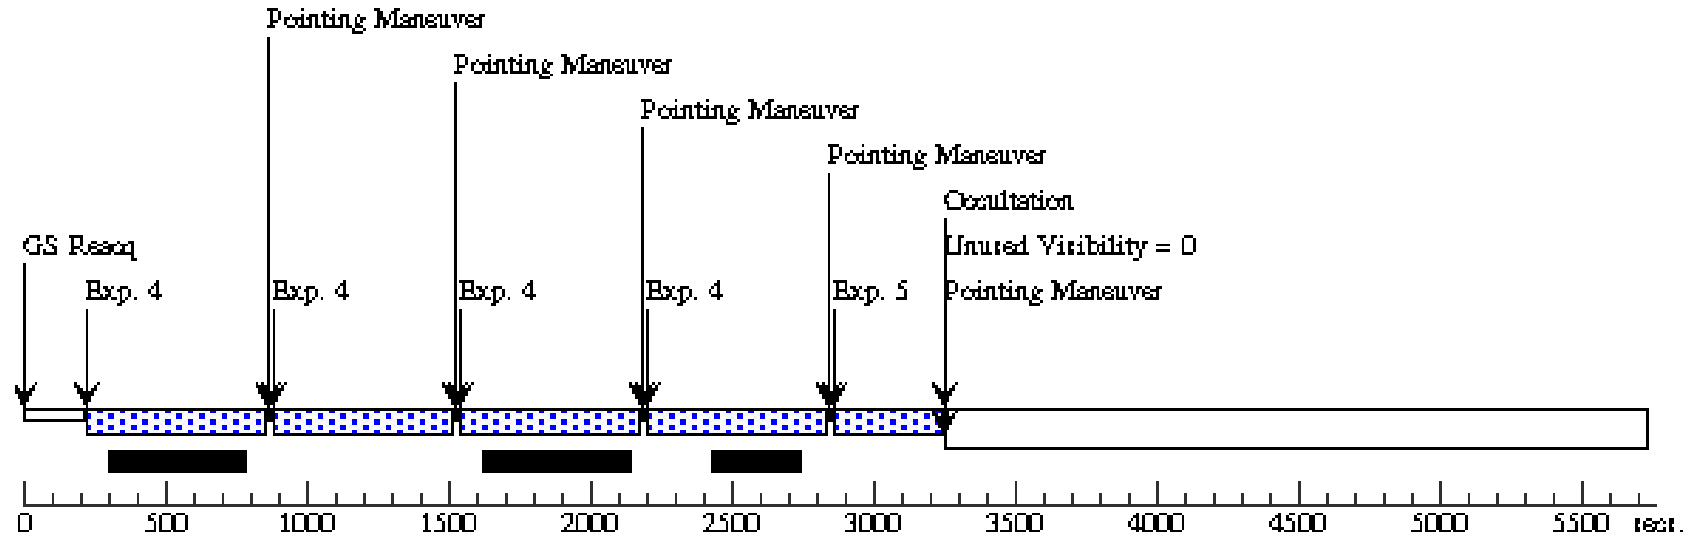 Pointing Maneuver
Pointing Maneuver
Pointing Maneuver
Pointing Maneuver
Occultation
GS Reacq
Unused Visibility = 0
Exp. 4
Exp. 4
Exp. 4
Exp. 4
Exp. 5
Pointing Maneuver
0 500 1000 1500 2000 2500 3000 3500 4000 4500 5000 5500 secs.